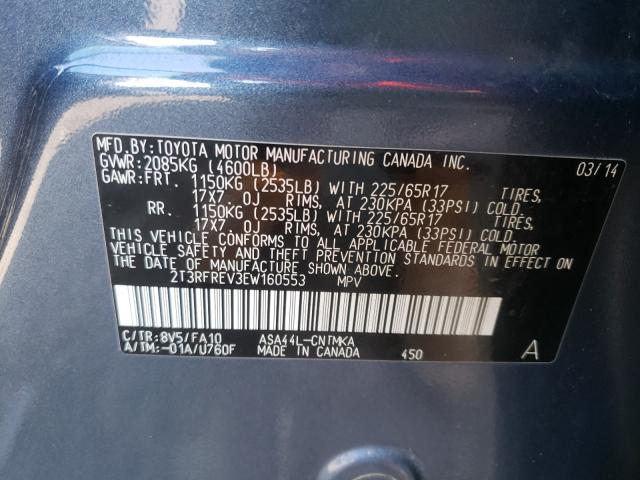 MFD.BY:TOYOTA MOTOR MANUFACTURING CANADA INC. 03/14
GVWR:2085KG (4600LB)
GAWR:FRT. 1150KG (2535LB) WITH 225/65R17 TIRES,
17X7.0J RIMS, AT 230KPA (33PSI) COLD.
RR. 1150KG (2535LB) WITH 225/65R17 TIRES,
17X7.0J RIMS, AT 230KPA (33PSI) COLD.
THIS VEHICLE CONFORMS TO ALL APPLICABLE FEDERAL MOTOR
VEHICLE SAFETY AND THEFT PREVENTION STANDARDS IN EFFECT ON
THE DATE OF MANUFACTURE SHOWN ABOVE.
2T3RFREV3EW160553 MPV
C/TR:8V5/FA10 ASA44L-CNTMKA
A/TM:-01A/U760F MADE IN CANADA 450 A